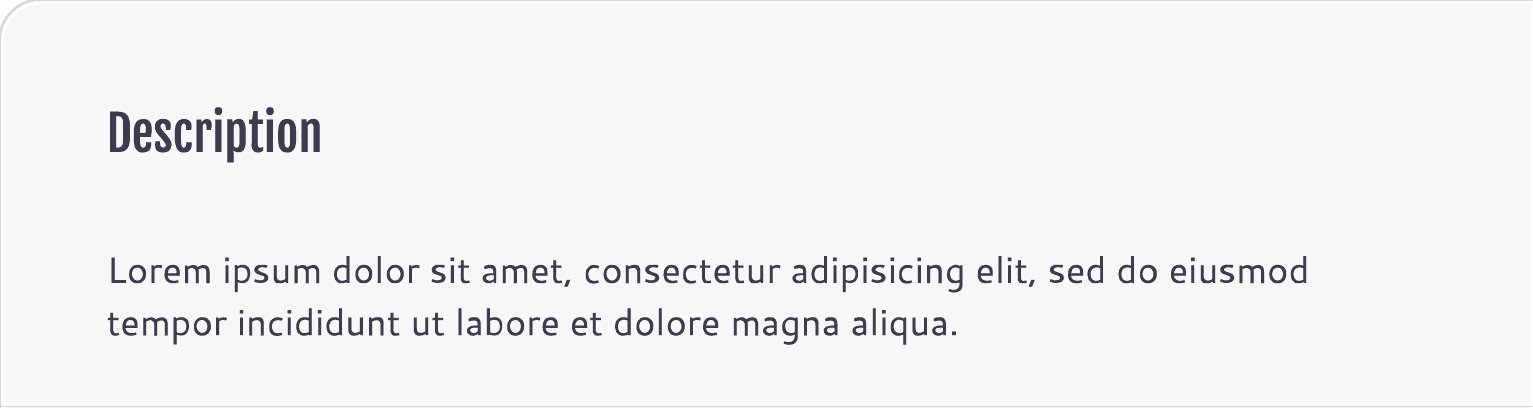 Description
Lorem ipsum dolor sit amet, consectetur adipisicing elit, sed do eiusmod
tempor incididunt ut labore et dolore magna aliqua.